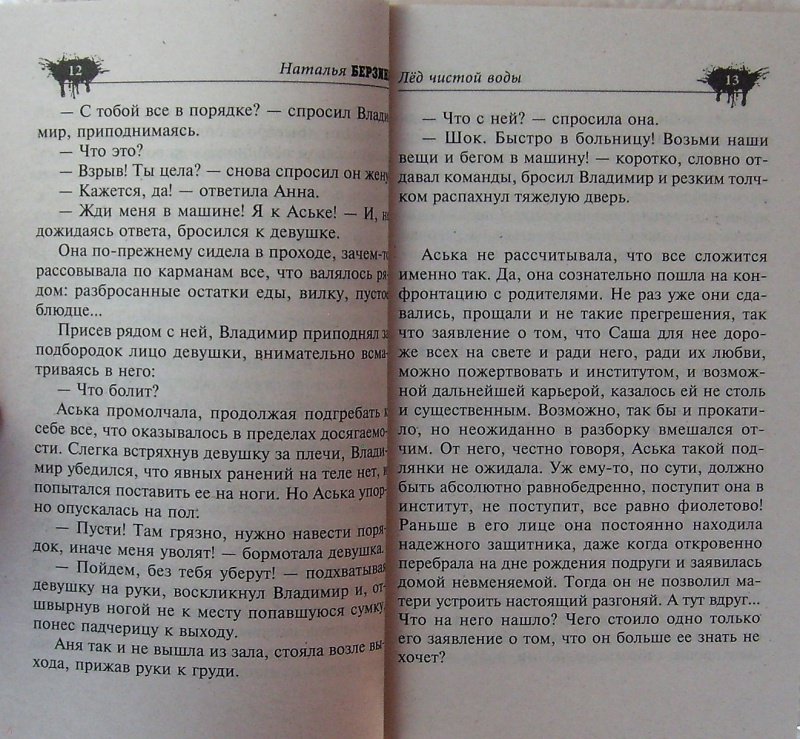 12
Наталья БЕРЗИН
— С тобой все в порядке? — спросил Влади
мир, приподнимаясь.
— Что это?
— Взрыв! Ты цела? — снова спросил он жену
— Кажется, да! — ответила Анна.
— Жди меня в машине! Я к Аське! — И, не
дожидаясь ответа, бросился к девушке.
Она по-прежнему сидела в проходе, зачем-то
рассовывала по карманам все, что валялось ря-
дом: разбросанные остатки еды, вилку, пустое
блюдце...
Присев рядом с ней, Владимир приподнял за
подбородок лицо девушки, внимательно всма-
триваясь в него:
— Что болит?
Аська промолчала, продолжая подгребать к
себе все, что оказывалось в пределах досягаемо-
сти. Слегка встряхнув девушку за плечи, Влади-
мир убедился, что явных ранений на теле нет, и
попытался поставить ее на ноги. Но Аська упор-
но опускалась на пол:
— Пусти! Там грязно, нужно навести поря-
док, иначе меня уволят! — бормотала девушка.
— Пойдем, без тебя уберут! — подхватывая
девушку на руки, воскликнул Владимир и, от-
швырнув ногой не к месту попавшуюся сумку,
понес падчерицу к выходу.
Аня так и не вышла из зала, стояла возле вы-
хода, прижав руки к груди.
Лёд чистой воды
13
— Что с ней? — спросила она.
— Шок. Быстро в больницу! Возьми наши
вещи и бегом в машину! — коротко, словно от-
давал команды, бросил Владимир и резким толч-
ком распахнул тяжелую дверь.
Аська не рассчитывала, что все сложится
именно так. Да, она сознательно пошла на кон-
фронтацию с родителями. Не раз уже они сда-
вались, прощали и не такие прегрешения, так
что заявление о том, что Саша для нее доро-
же всех на свете и ради него, ради их любви,
можно пожертвовать и институтом, и возмож-
ной дальнейшей карьерой, казалось ей не столь
и существенным. Возможно, так бы и прокати-
ло, но неожиданно в разборку вмешался от-
чим. От него, честно говоря, Аська такой под-
лянки не ожидала. Уж ему-то, по сути, должно
быть абсолютно равнобедренно, поступит она в
институт, не поступит, все равно фиолетово!
Раньше в его лице она постоянно находила
надежного защитника, даже когда откровенно
перебрала на дне рождения подруги и заявилась
домой невменяемой. Тогда он не позволил ма-
тери устроить настоящий разгоняй. А тут вдруг...
Что на него нашло? Чего стоило одно только
его заявление о том, что он больше ее знать не
хочет?